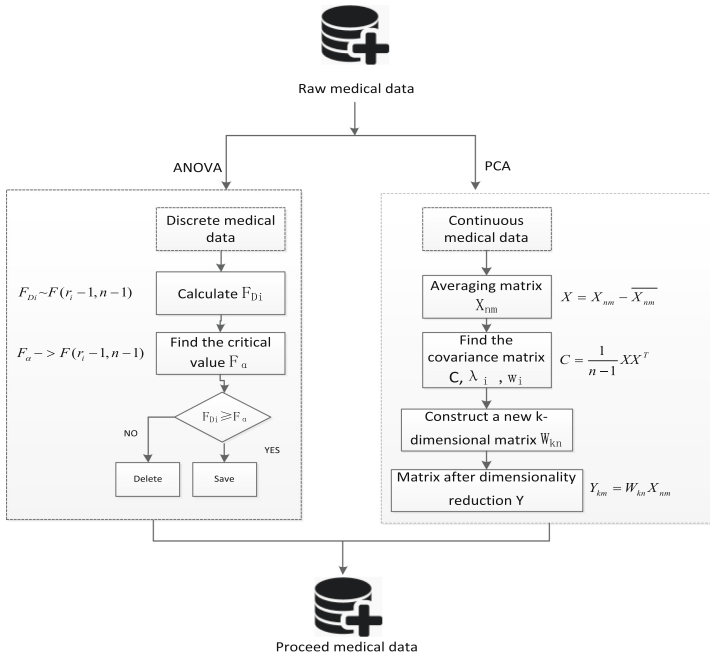 Raw medical data
ANOVA
PCA
Discrete medical
data
Calculate F_{Di}
F_{Di} ~ F(r_i −1, n−1)
Find the critical
value F_α
F_α −> F(r_i −1, n−1)
F_{Di}≥F_α
NO
YES
Delete
Save
Continuous
medical data
Averaging matrix
X_{nm}
X = X_{nm} − \overline{X_{nm}}
Find the
covariance matrix
C, λ_i , w_i
C = \frac{1}{n−1} XX^T
Construct a new k-
dimensional matrix W_{kn}
Matrix after dimensionality
reduction Y
Y_{km} = W_{kn} X_{nm}
Proceed medical data